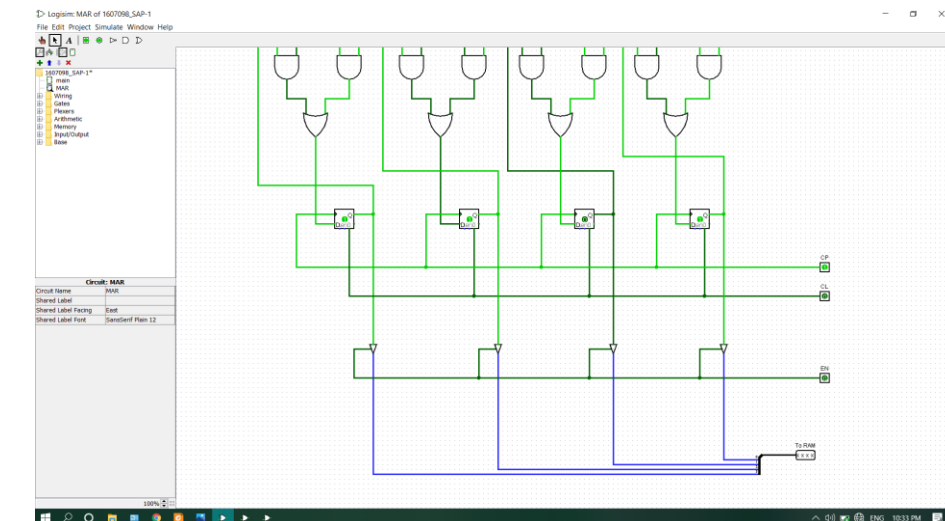 Logisim: MAR of 1607098_SAP-1
File Edit Project Simulate Window Help
A
1607098_SAP-1*
main
MAR
Wiring
Gates
Plexers
Arithmetic
Memory
Input/Output
Base
Circuit: MAR
Circuit Name MAR
Shared Label
Shared Label Facing East
Shared Label Font SansSerif Plain 12
100%
Q
Q
Q
Q
CP
CL
EN
To RAM
x x x x
ENG 10:33 PM